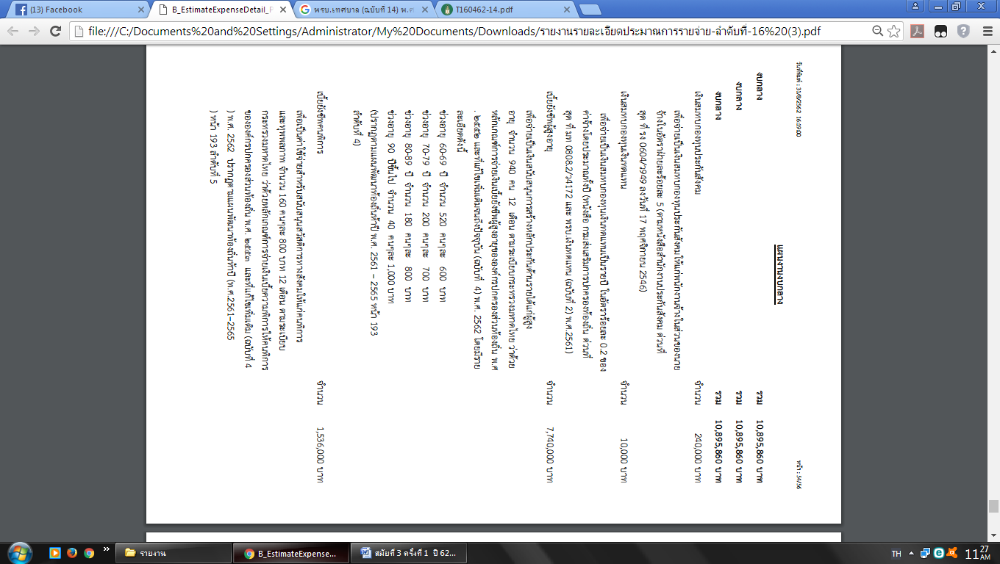 (13) Facebook
B_EstimateExpenseDetail_F
พรบ.เทศบาล (ฉบับที่ 14) พ.ศ
T160462-14.pdf
file:///C:/Documents%20and%20Settings/Administrator/My%20Documents/Downloads/รายงานรายละเอียดประมาณการรายจ่าย-ลำดับที่-16%20(3).pdf
วันที่พิมพ์ : 31/8/2562 16:19:00
หน้า : 54/56
แผนงานงบกลาง
งบกลาง รวม 10,895,860 บาท
งบกลาง รวม 10,895,860 บาท
งบกลาง รวม 10,895,860 บาท
เงินสมทบกองทุนประกันสังคม จำนวน 240,000 บาท
เพื่อจ่ายเป็นเงินสมทบกองทุนประกันสังคมให้แก่พนักงานจ้างในส่วนของนาย
จ้างในอัตราฝ่ายละร้อยละ 5 (ตามหนังสือสำนักงานประกันสังคม ด่วนที่
สุด ที่ รง 0604/ว949 ลงวันที่ 17 พฤศจิกายน 2546)
เงินสมทบกองทุนเงินทดแทน จำนวน 10,000 บาท
เพื่อจ่ายเป็นเงินสมทบกองทุนเงินทดแทนเป็นรายปี ในอัตราร้อยละ 0.2 ของ
ค่าจ้างโดยประมาณทั้งปี (หนังสือ กรมส่งเสริมการปกครองท้องถิ่น ด่วนที่
สุด ที่ มท 0808.2/ว4172 และ พรบ.เงินทดแทน (ฉบับที่ 2) พ.ศ.2561)
เบี้ยยังชีพผู้สูงอายุ จำนวน 7,740,000 บาท
เพื่อจ่ายเป็นเงินสนับสนุนการสร้างหลักประกันด้านรายได้แก่ผู้สูง
อายุ จำนวน 940 คน 12 เดือน ตามระเบียบกระทรวงมหาดไทย ว่าด้วย
หลักเกณฑ์การจ่ายเงินเบี้ยยังชีพผู้สูงอายุขององค์กรปกครองส่วนท้องถิ่น พ.ศ
. ๒๕๕๒ และที่แก้ไขเพิ่มเติมจนถึงปัจจุบัน (ฉบับที่ 4) พ.ศ. 2562 โดยมีราย
ละเอียดดังนี้
ช่วงอายุ 60-69 ปี จำนวน 520 คนๆละ 600 บาท
ช่วงอายุ 70-79 ปี จำนวน 200 คนๆละ 700 บาท
ช่วงอายุ 80-89 ปี จำนวน 180 คนๆละ 800 บาท
ช่วงอายุ 90 ปีขึ้นไป จำนวน 40 คนๆละ 1,000 บาท
(ปรากฏตามแผนพัฒนาท้องถิ่นห้าปี พ.ศ. 2561 – 2565 หน้า 193
ลำดับที่ 4)
เบี้ยยังชีพคนพิการ จำนวน 1,536,000 บาท
เพื่อเป็นค่าใช้จ่ายสำหรับสนับสนุนสวัสดิการทางสังคมให้แก่คนพิการ
และทุพพลภาพ จำนวน 160 คนๆละ 800 บาท 12 เดือน ตามระเบียบ
กระทรวงมหาดไทย ว่าด้วยหลักเกณฑ์การจ่ายเงินเบี้ยความพิการให้คนพิการ
ขององค์กรปกครองส่วนท้องถิ่น พ.ศ. ๒๕๕๓ และที่แก้ไขเพิ่มเติม (ฉบับที่ 4
) พ.ศ. 2562 ปรากฏตามแผนพัฒนาท้องถิ่นห้าปี (พ.ศ.2561–2565
) หน้า 193 ลำดับที่ 5
รายงาน
B_EstimateExpense...
สมัยที่ 3 ครั้งที่ 1 ปี 62...
TH
11 27 AM